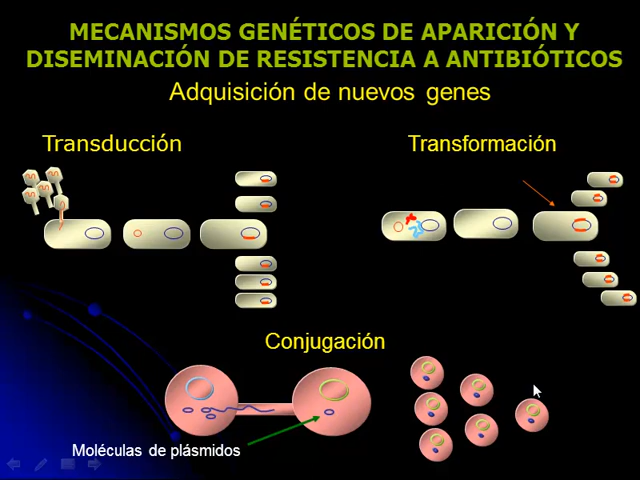 MECANISMOS GENÉTICOS DE APARICIÓN Y
DISEMINACIÓN DE RESISTENCIA A ANTIBIÓTICOS
Adquisición de nuevos genes
Transducción
Transformación
Conjugación
Moléculas de plásmidos